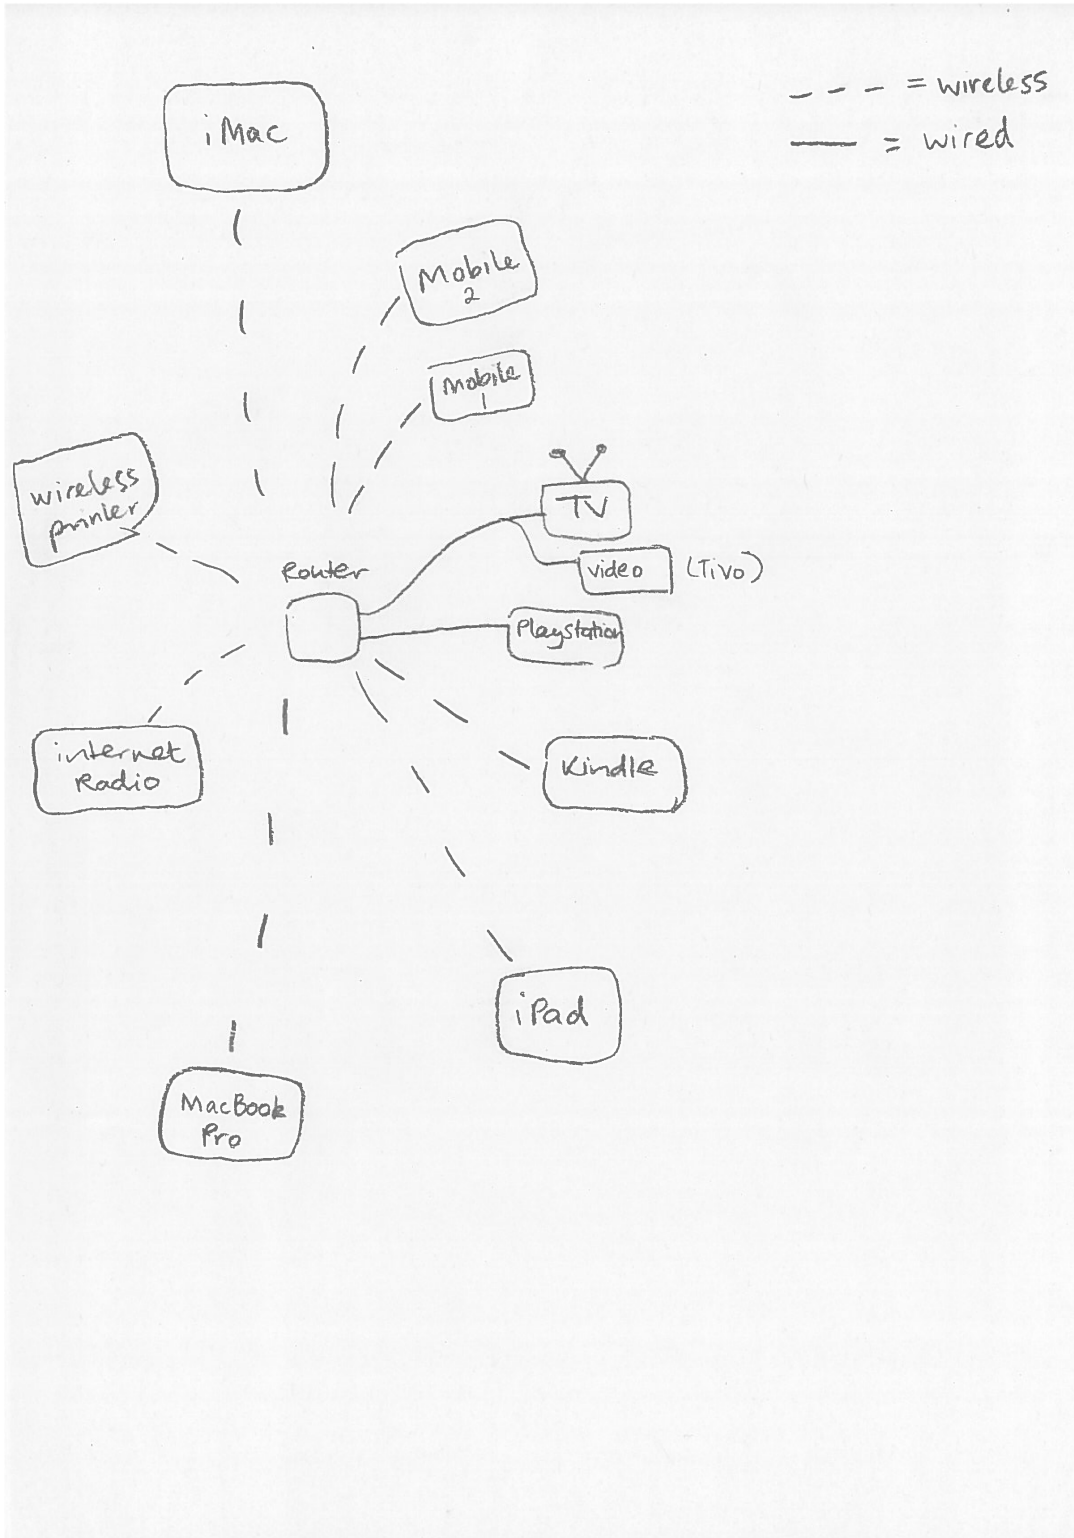 --- = wireless
— = wired
iMac
Mobile
2
Mobile
1
wireless
printer
TV
video (Tivo)
Router
Playstation
internet
Radio
Kindle
iPad
MacBook
Pro